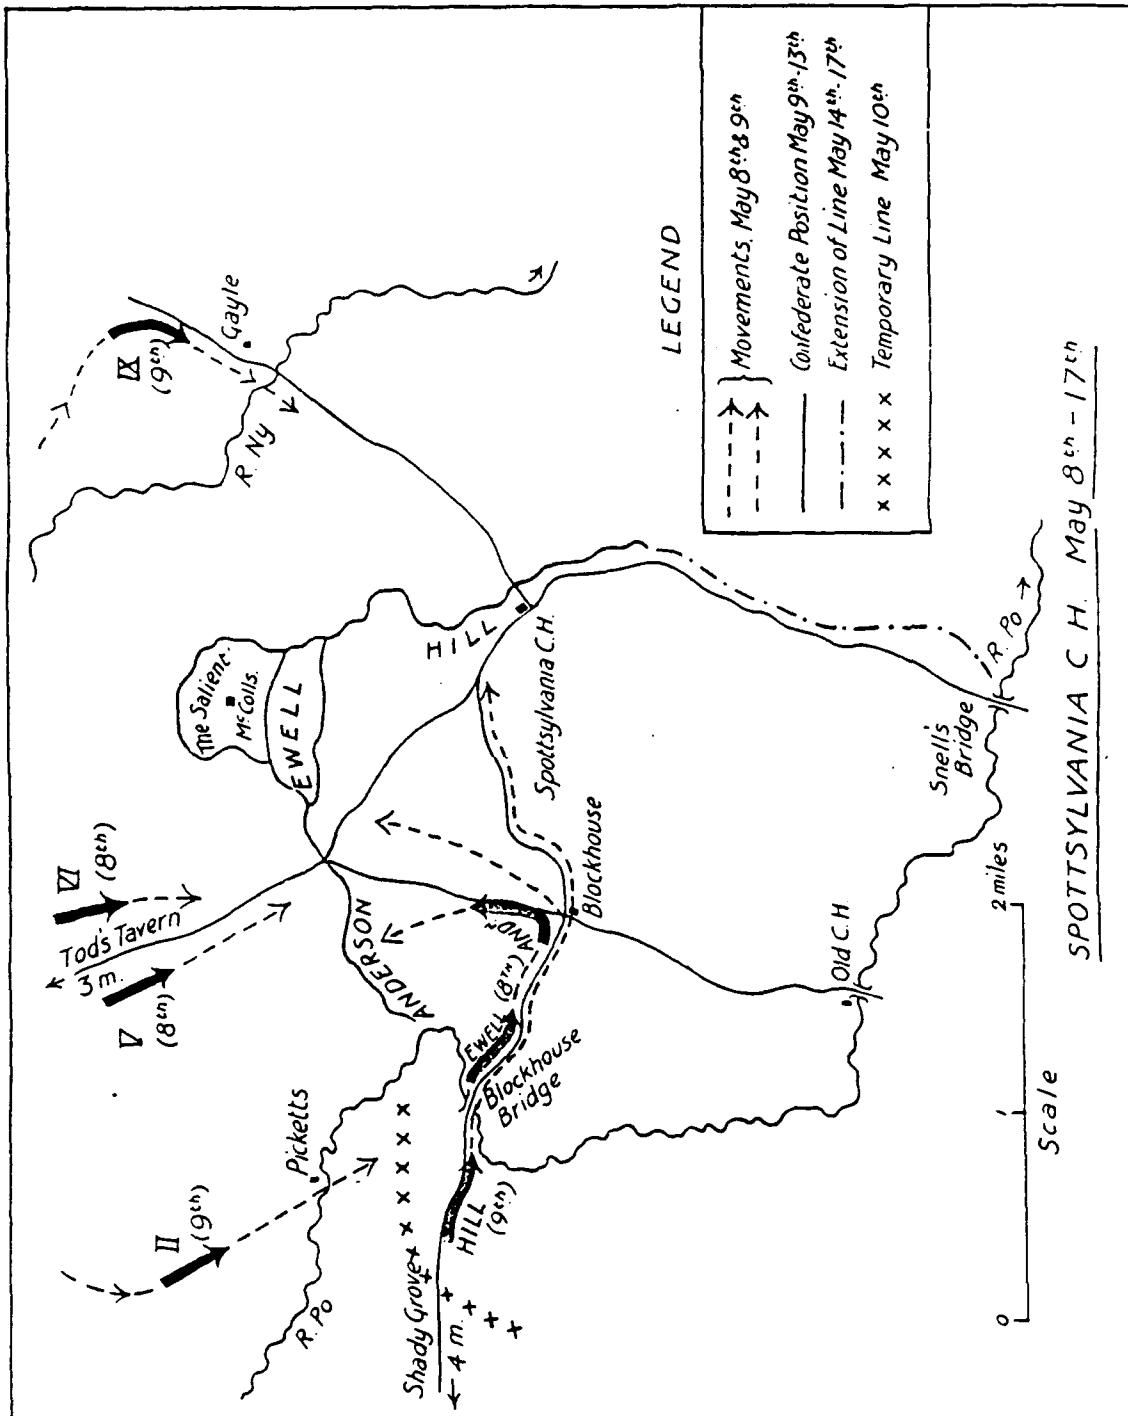 II
(9th)
Picketts
R. Po
Shady Grove
4 m.
HILL
(9th)
V
(8th)
Tod's Tavern
3 m.
VI
(8th)
ANDERSON
EWELL (8TH)
ANDN
Blockhouse
Bridge
Blockhouse
The Salient
McColls.
EWELL
HILL
Spottsylvania C.H.
IX
(9th)
Gayle
R. Ny
Old C.H.
Snell's
Bridge
R. Po
0
1
2 miles
Scale
LEGEND
Movements, May 8th & 9th
Confederate Position May 9th-13th
Extension of Line May 14th-17th
x x x x Temporary Line May 10th
SPOTTSYLVANIA C H. May 8th - 17th